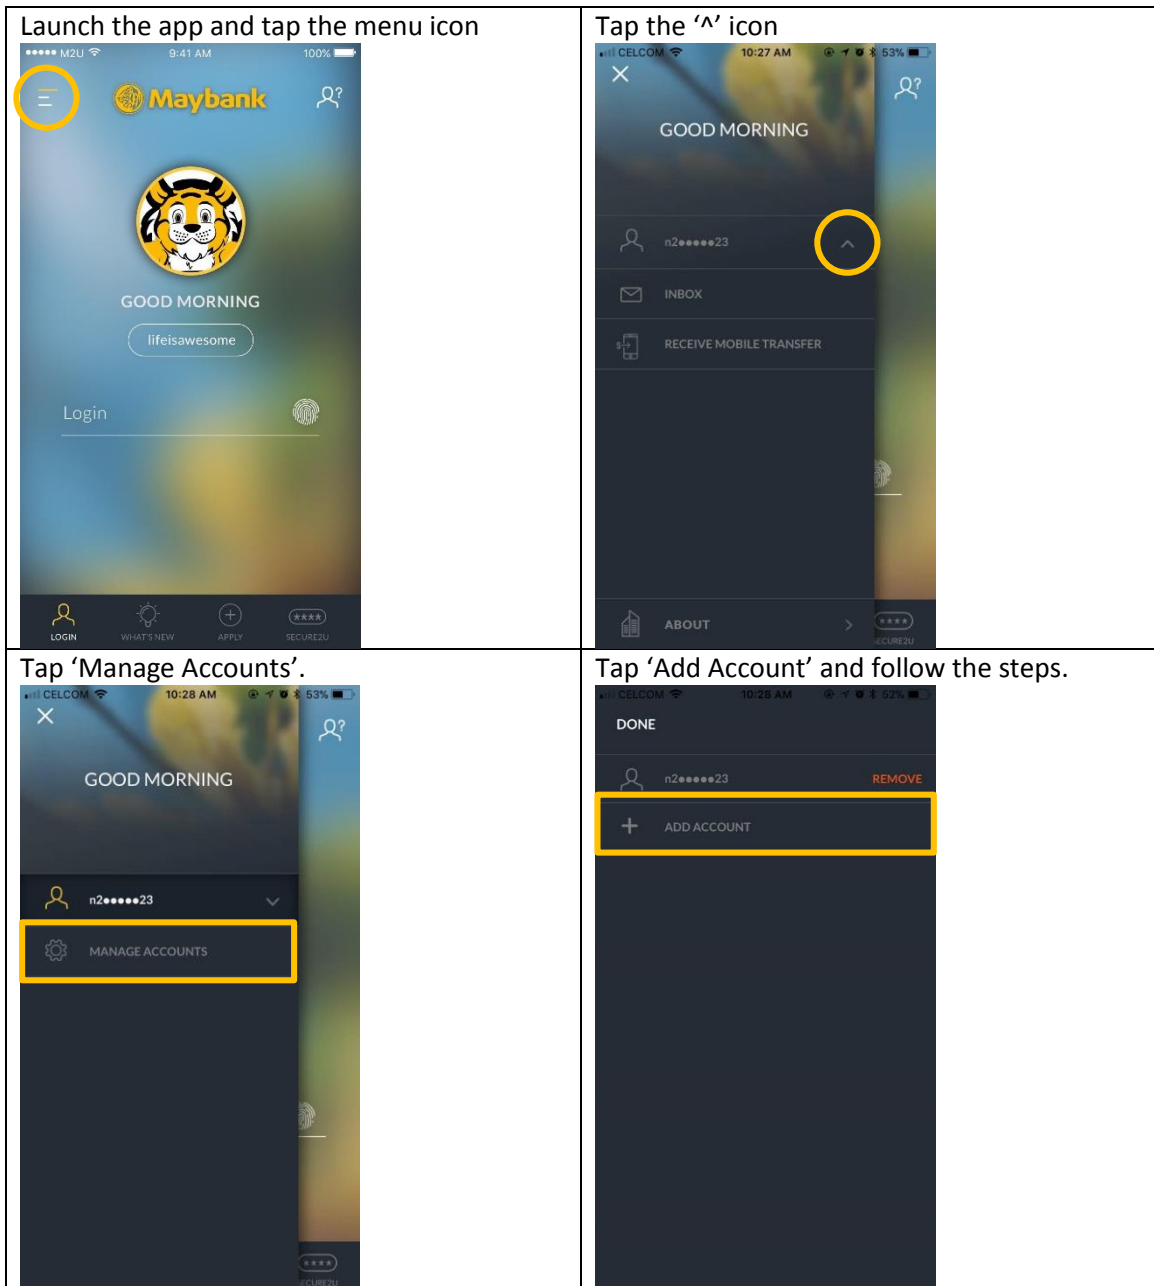 Launch the app and tap the menu icon
●●●●● M2U 9:41 AM 100%
Maybank
?
GOOD MORNING
lifeisawesome
Login
LOGIN WHAT'S NEW APPLY SECURE2U
Tap the ‘^’ icon
CELCOM 10:27 AM 53%
?
GOOD MORNING
n2●●●●●23
INBOX
RECEIVE MOBILE TRANSFER
ABOUT
SECURE2U
Tap ‘Manage Accounts’.
CELCOM 10:28 AM 53%
?
GOOD MORNING
n2●●●●●23
MANAGE ACCOUNTS
SECURE2U
Tap ‘Add Account’ and follow the steps.
CELCOM 10:28 AM 52%
DONE
n2●●●●●23 REMOVE
+ ADD ACCOUNT